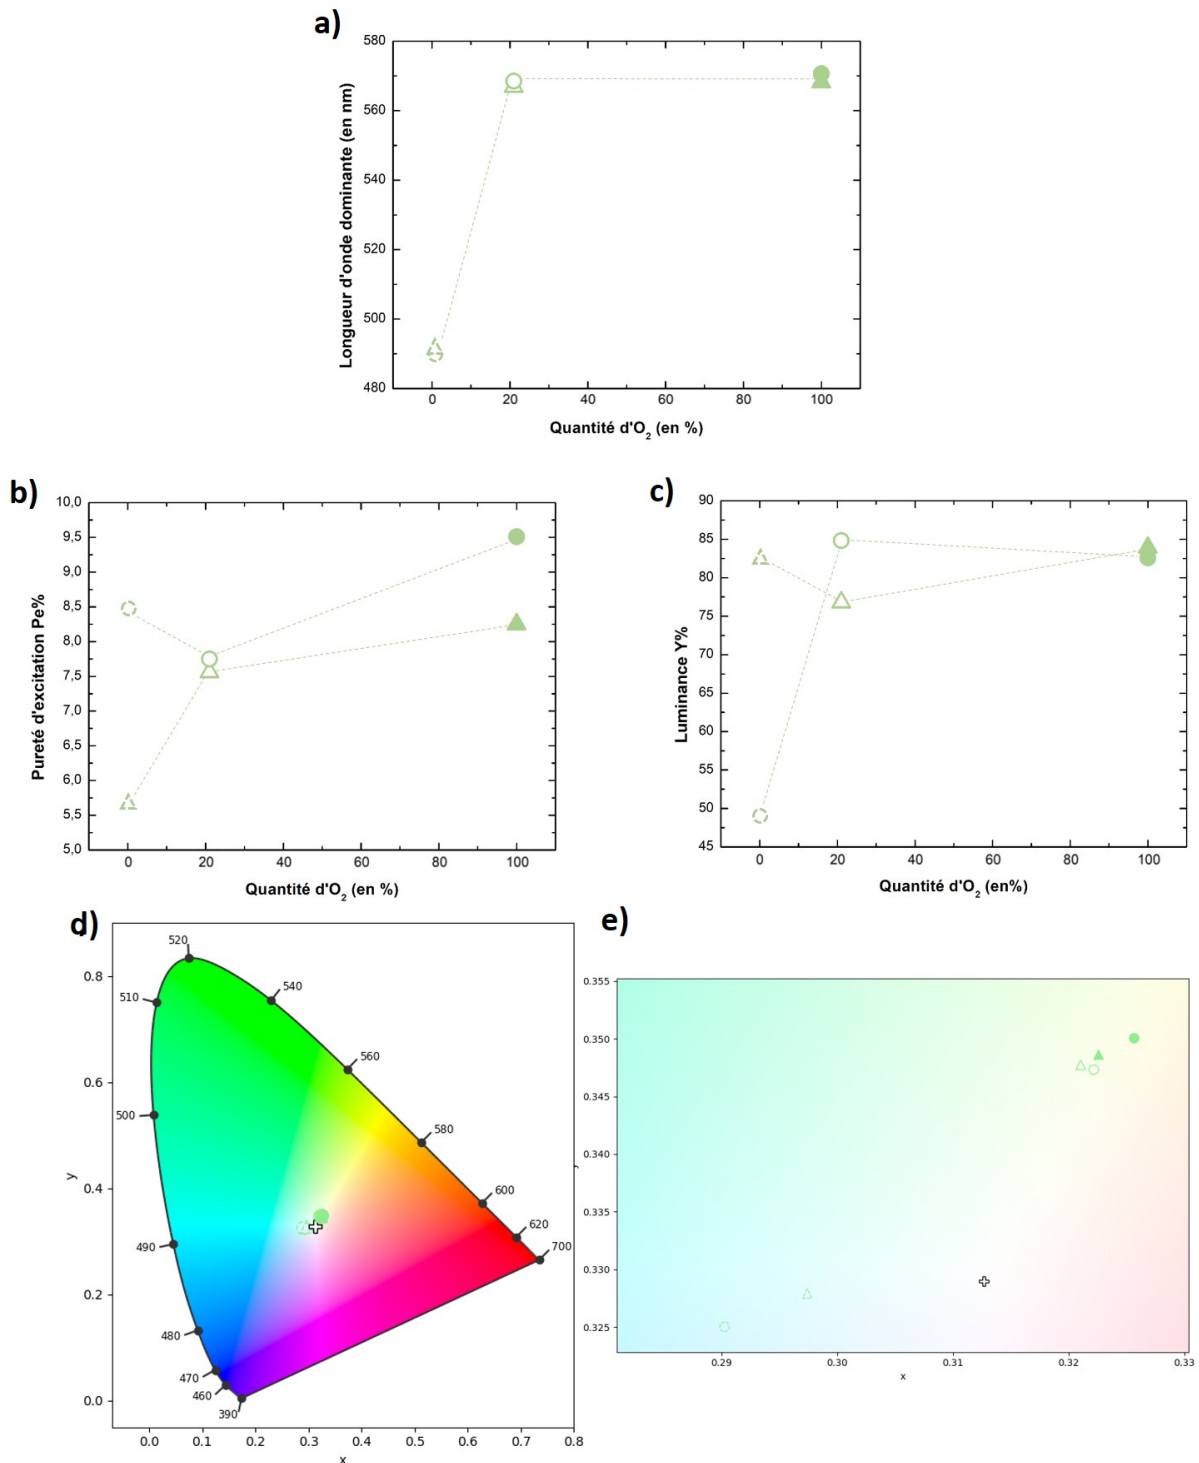 a)
580
560
540
520
500
480
Longueur d'onde dominante (en nm)
0 20 40 60 80 100
Quantité d'O2 (en %)
b)
10,0
9,5
9,0
8,5
8,0
7,5
7,0
6,5
6,0
5,5
5,0
Pureté d'excitation Pe%
0 20 40 60 80 100
Quantité d'O2 (en %)
c)
90
85
80
75
70
65
60
55
50
45
Luminance Y%
0 20 40 60 80 100
Quantité d'O2 (en%)
d)
520
540
510
560
500
580
600
620
700
490
480
470
460
390
0.8
0.6
0.4
0.2
0.0
y
0.0 0.1 0.2 0.3 0.4 0.5 0.6 0.7 0.8
x
e)
0.355
0.350
0.345
0.340
0.335
0.330
0.325
0.29 0.30 0.31 0.32 0.33
x